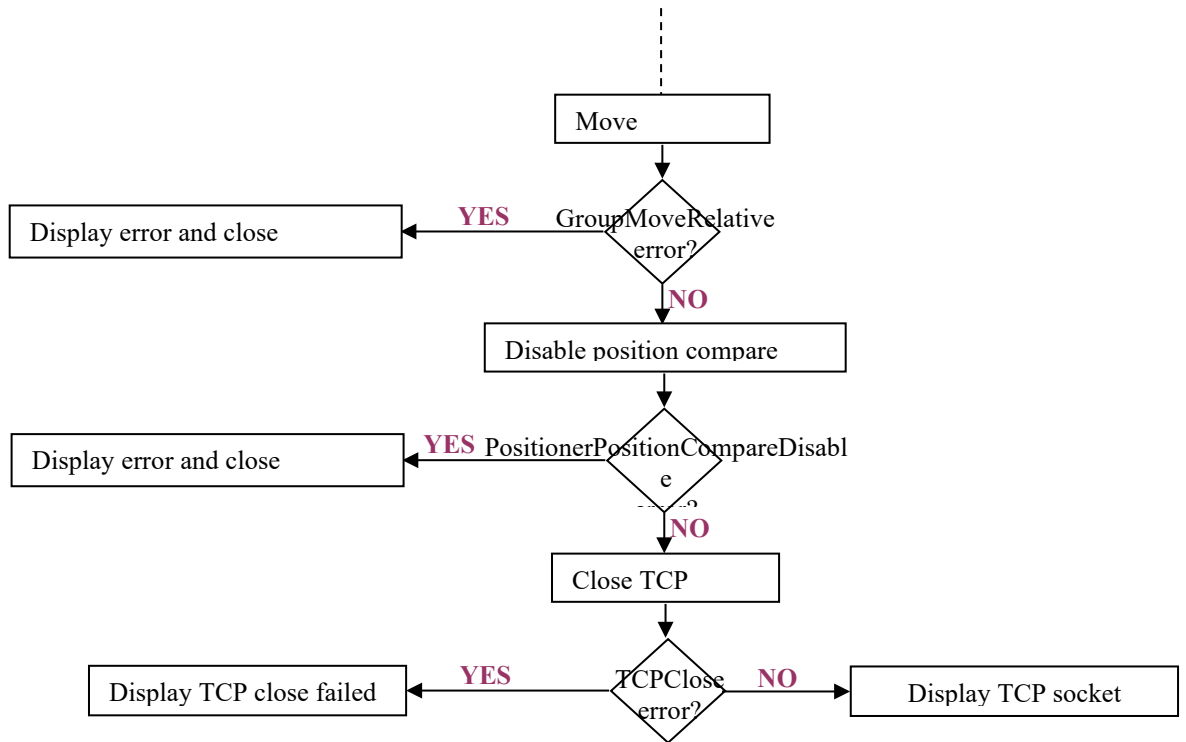 Move
YES
GroupMoveRelative
error?
Display error and close
NO
Disable position compare
YES
PositionerPositionCompareDisabl
e
Display error and close
NO
Close TCP
YES
TCPClose
error?
NO
Display TCP close failed
Display TCP socket